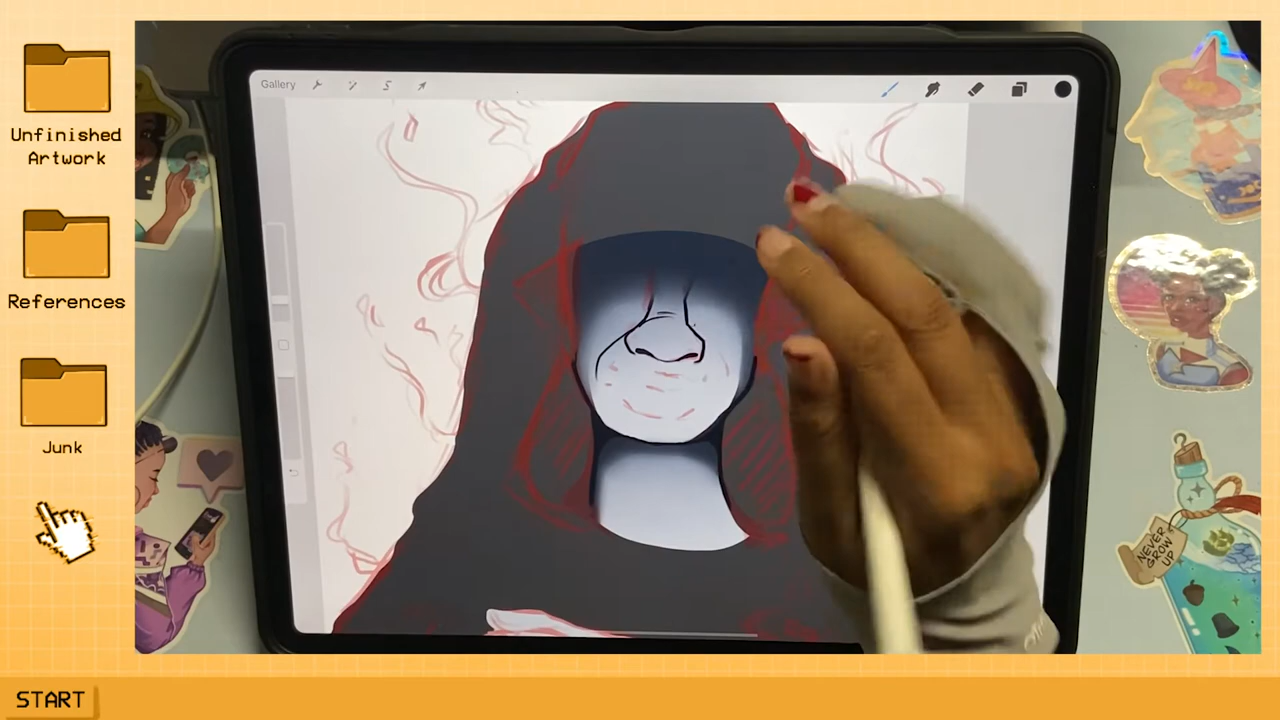 Gallery
Unfinished
Artwork
References
Junk
NEVER
GROW
UP
START